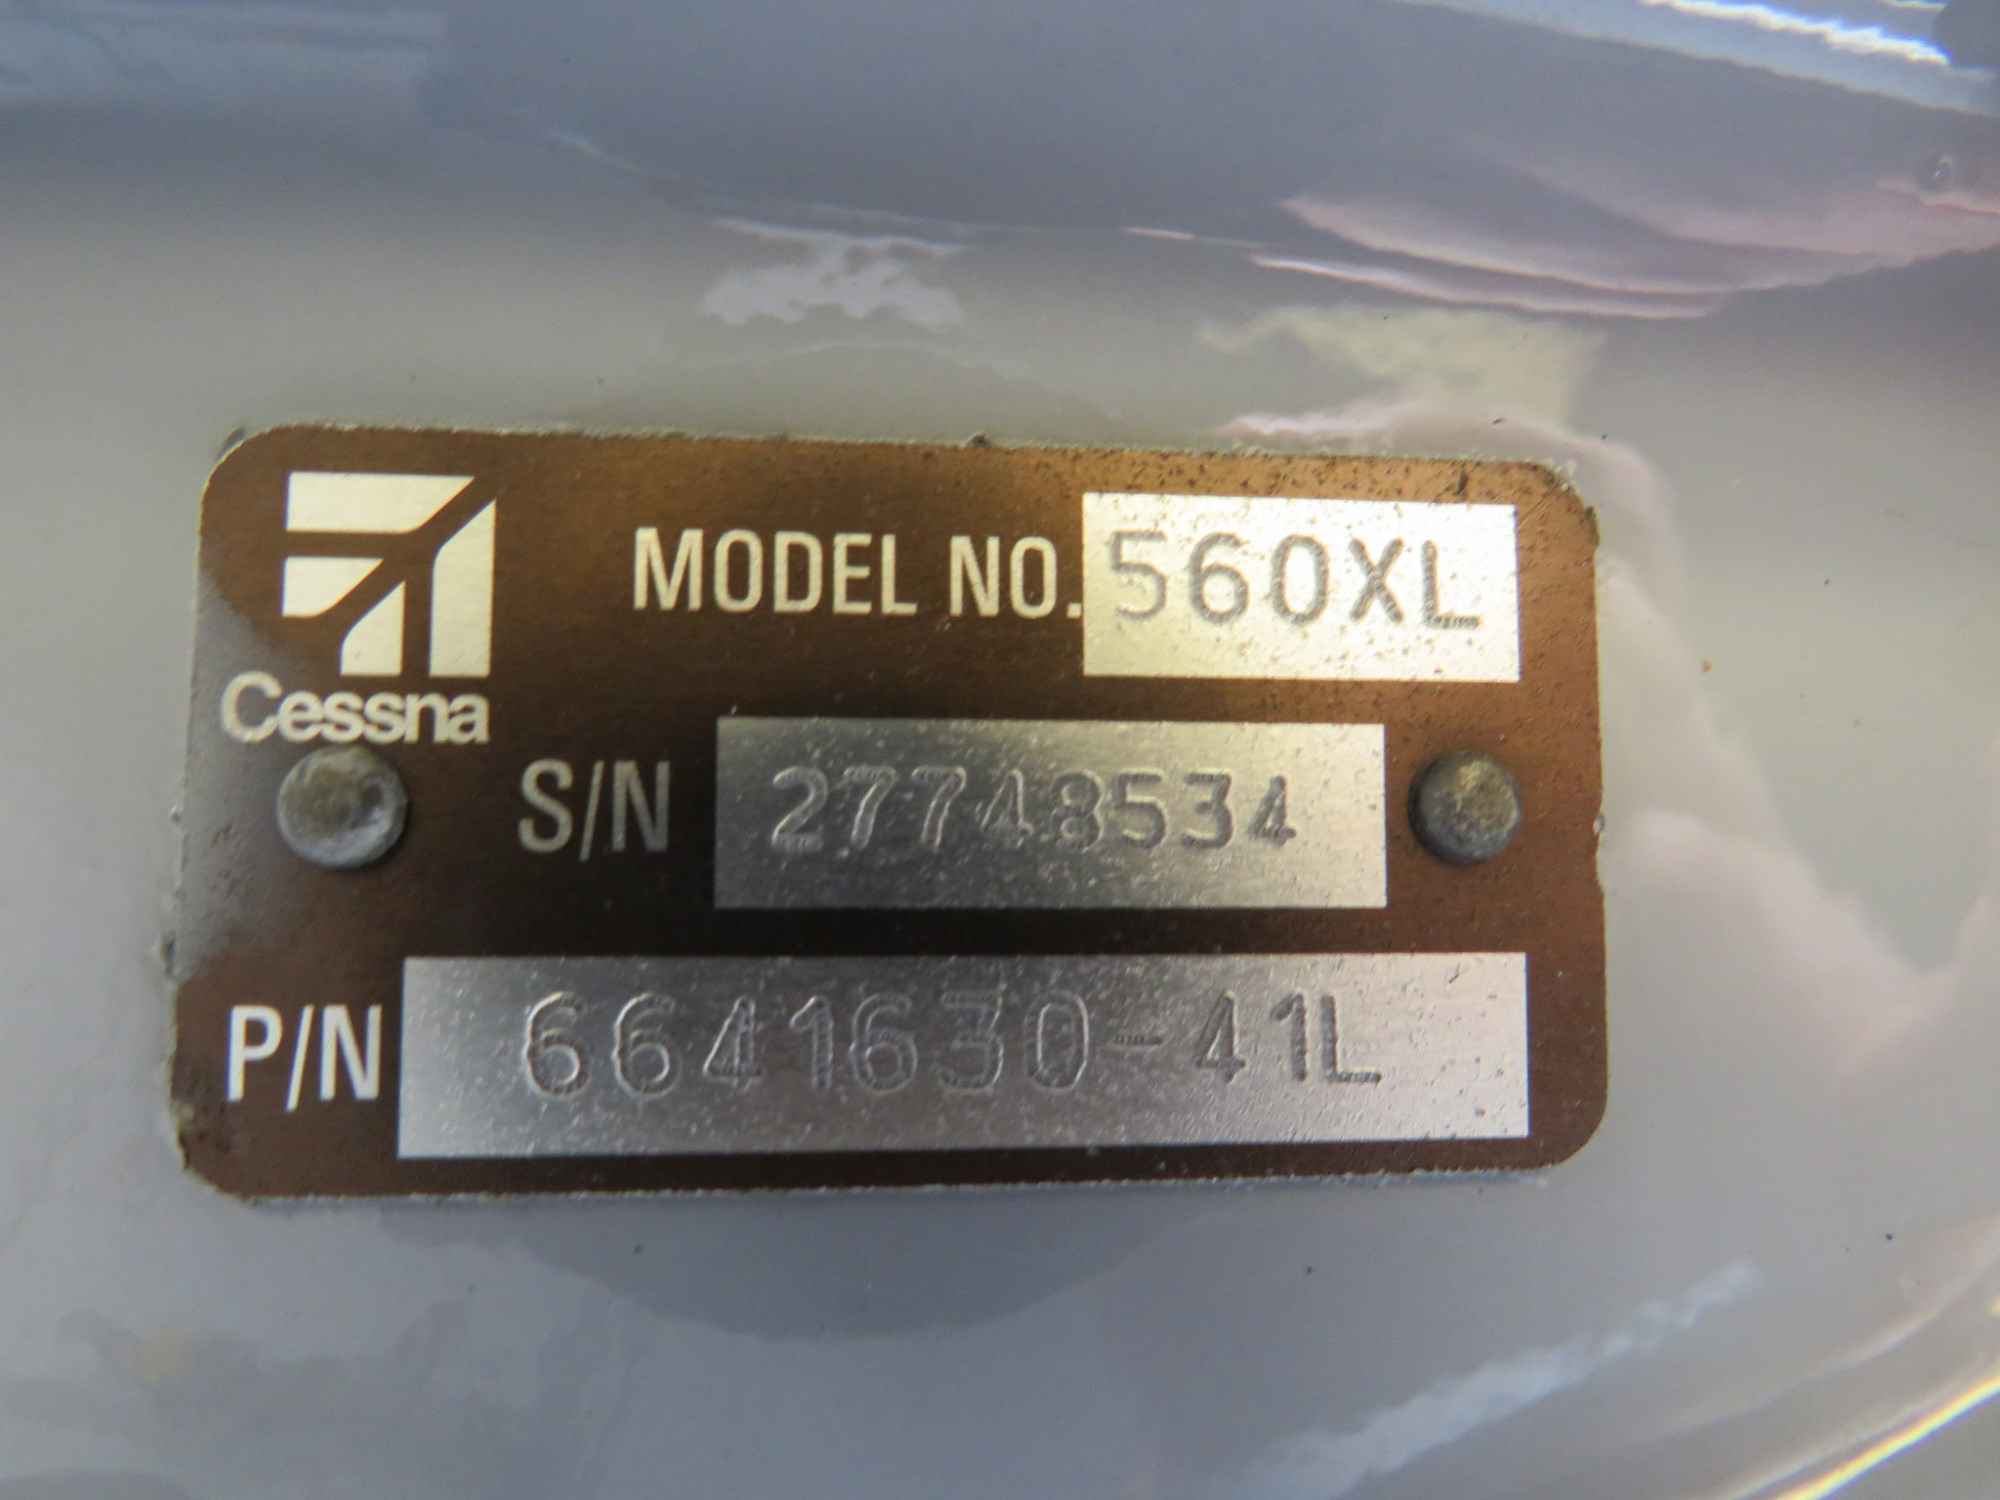 MODEL NO. 560XL
Cessna
S/N 27748534
P/N 6641630-41L